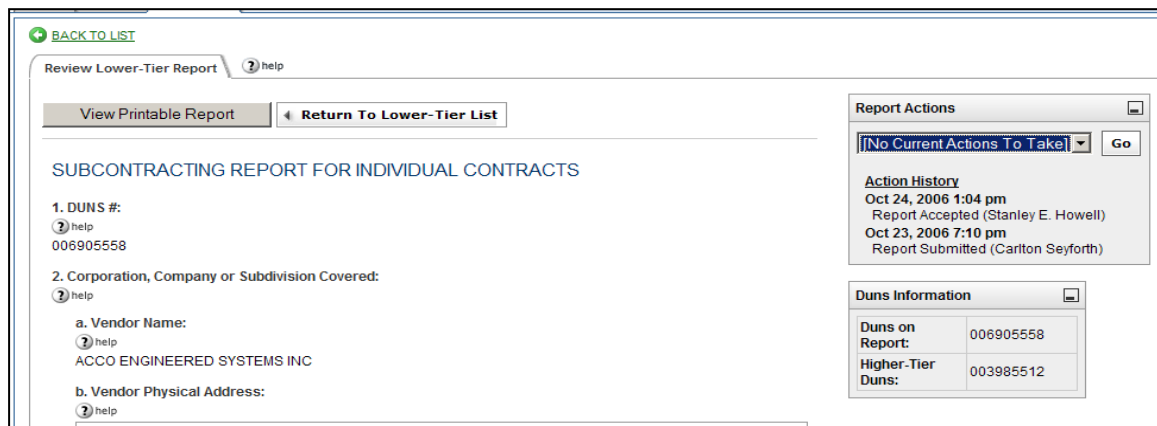 BACK TO LIST
Review Lower-Tier Report
? help
View Printable Report
Return To Lower-Tier List
SUBCONTRACTING REPORT FOR INDIVIDUAL CONTRACTS
1. DUNS #:
? help
006905558
2. Corporation, Company or Subdivision Covered:
? help
a. Vendor Name:
? help
ACCO ENGINEERED SYSTEMS INC
b. Vendor Physical Address:
? help
Report Actions
[No Current Actions To Take]
Go
Action History
Oct 24, 2006 1:04 pm
Report Accepted (Stanley E. Howell)
Oct 23, 2006 7:10 pm
Report Submitted (Carlton Seyforth)
Duns Information
Duns on
Report:
006905558
Higher-Tier
Duns:
003985512